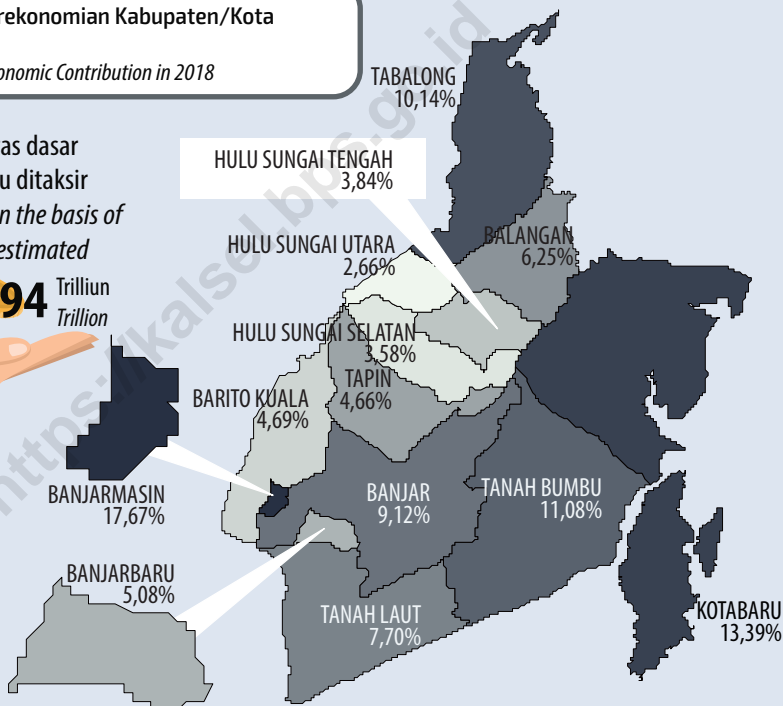 rekonomian Kabupaten/Kota
onomic Contribution in 2018
as dasar
u ditaksir
n the basis of
estimated
94 Trilliun
Trillion
TABALONG
10,14%
HULU SUNGAI TENGAH
3,84%
HULU SUNGAI UTARA
2,66%
BALANGAN
6,25%
HULU SUNGAI SELATAN
3,58%
TAPIN
4,66%
BARITO KUALA
4,69%
BANJARMASIN
17,67%
BANJAR
9,12%
TANAH BUMBU
11,08%
BANJARBARU
5,08%
TANAH LAUT
7,70%
KOTABARU
13,39%
https://kalsel.bps.go.id